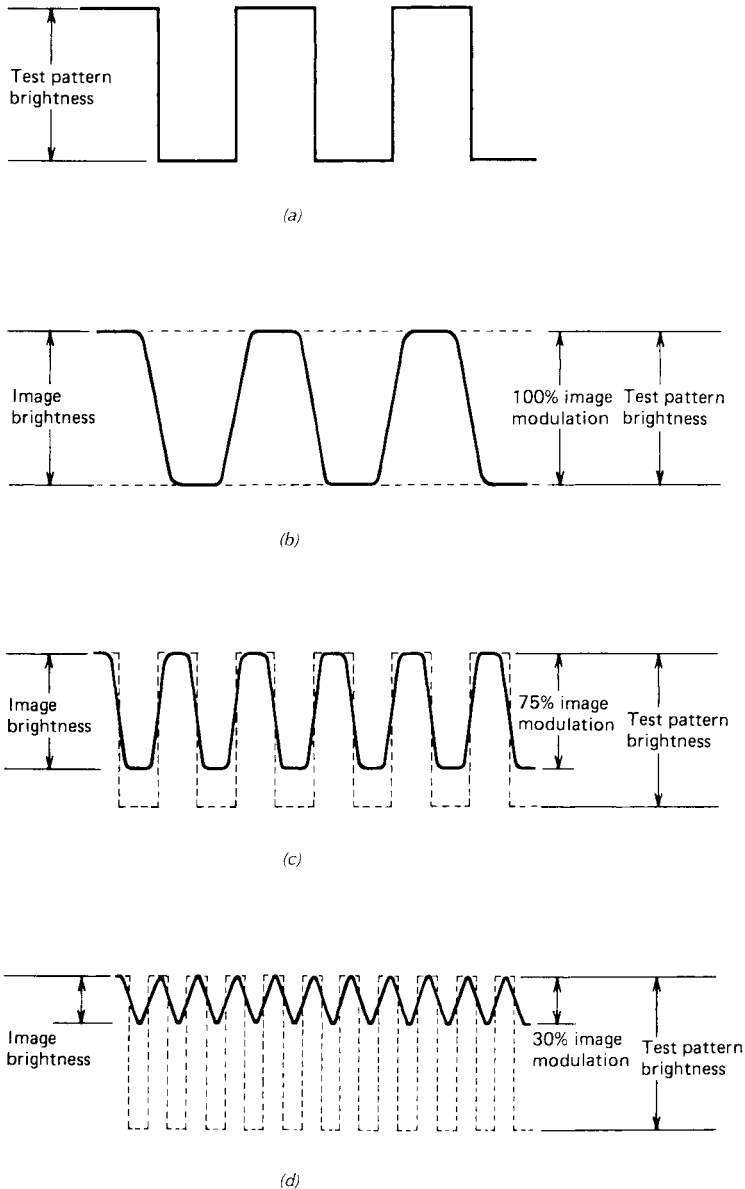 Test pattern
brightness
(a)
Image
brightness
100% image
modulation
Test pattern
brightness
(b)
Image
brightness
75% image
modulation
Test pattern
brightness
(c)
Image
brightness
30% image
modulation
Test pattern
brightness
(d)